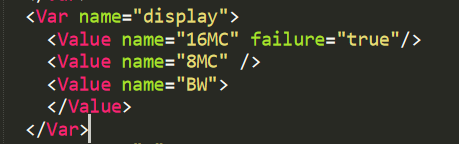 <Var name="display">
<Value name="16MC" failure="true"/>
<Value name="8MC" />
<Value name="BW">
</Value>
</Var>